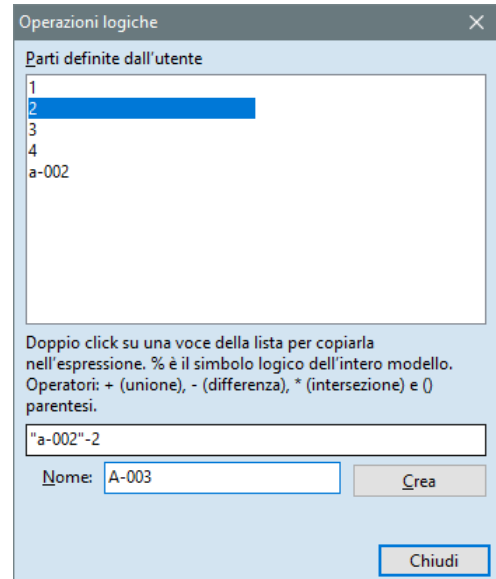 Operazioni logiche
Parti definite dall'utente
1
2
3
4
a-002
Doppio click su una voce della lista per copiarla
nell'espressione. % è il simbolo logico dell'intero modello.
Operatori: + (unione), - (differenza), * (intersezione) e ()
parentesi.
"a-002"-2
Nome: A-003 Crea
Chiudi